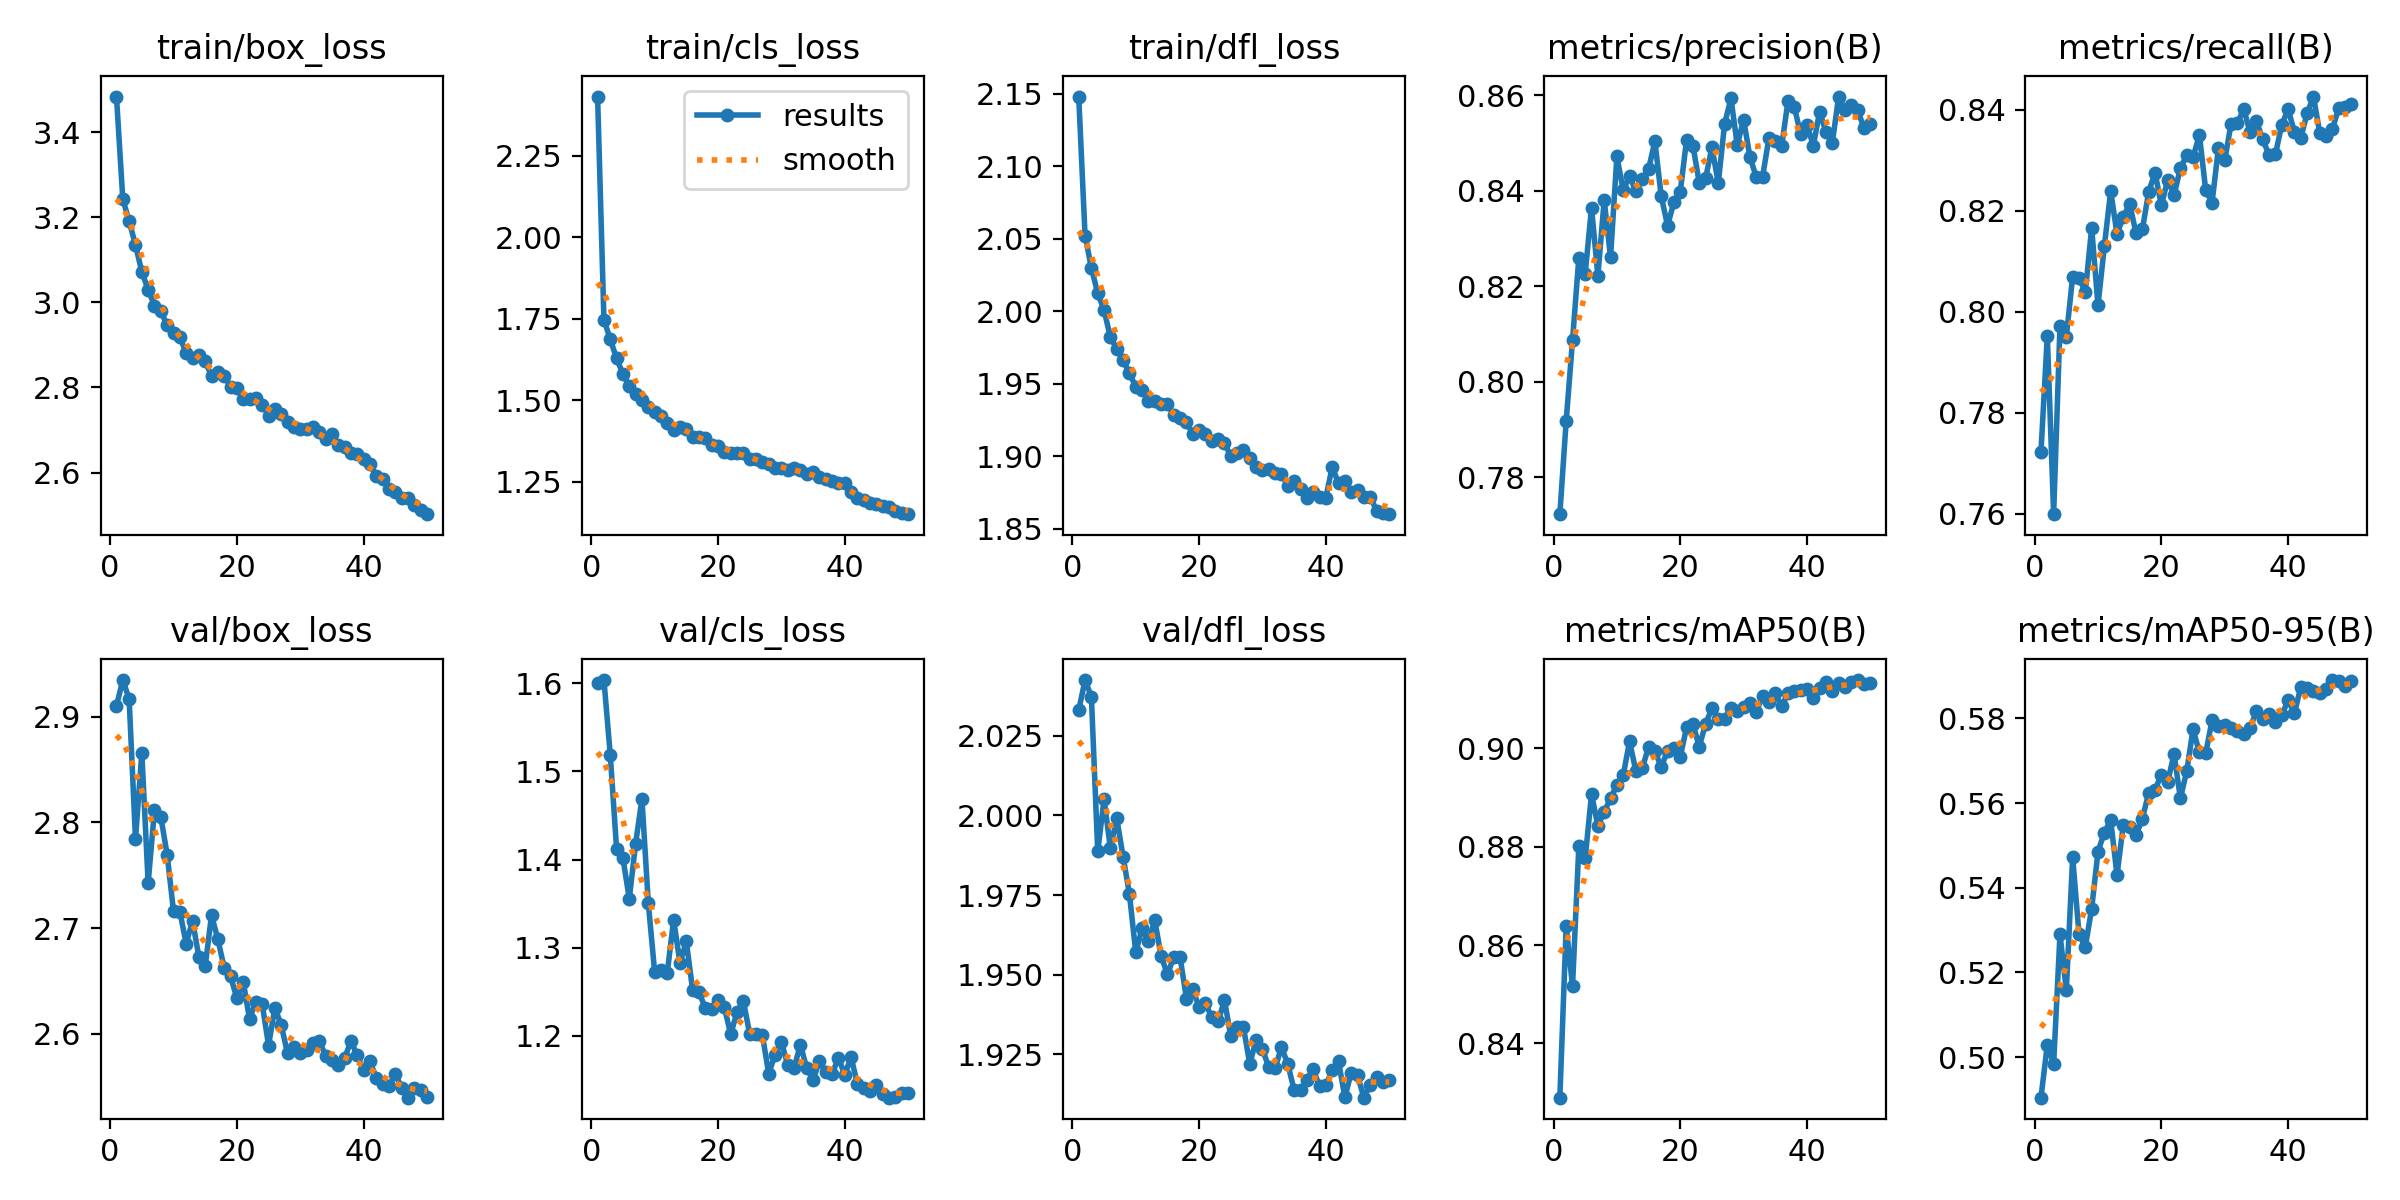 train/box_loss
3.4
3.2
3.0
2.8
2.6
0 20 40
train/cls_loss
results
smooth
2.25
2.00
1.75
1.50
1.25
0 20 40
train/dfl_loss
2.15
2.10
2.05
2.00
1.95
1.90
1.85
0 20 40
metrics/precision(B)
0.86
0.84
0.82
0.80
0.78
0 20 40
metrics/recall(B)
0.84
0.82
0.80
0.78
0.76
0 20 40
val/box_loss
2.9
2.8
2.7
2.6
0 20 40
val/cls_loss
1.6
1.5
1.4
1.3
1.2
0 20 40
val/dfl_loss
2.025
2.000
1.975
1.950
1.925
0 20 40
metrics/mAP50(B)
0.90
0.88
0.86
0.84
0 20 40
metrics/mAP50-95(B)
0.58
0.56
0.54
0.52
0.50
0 20 40